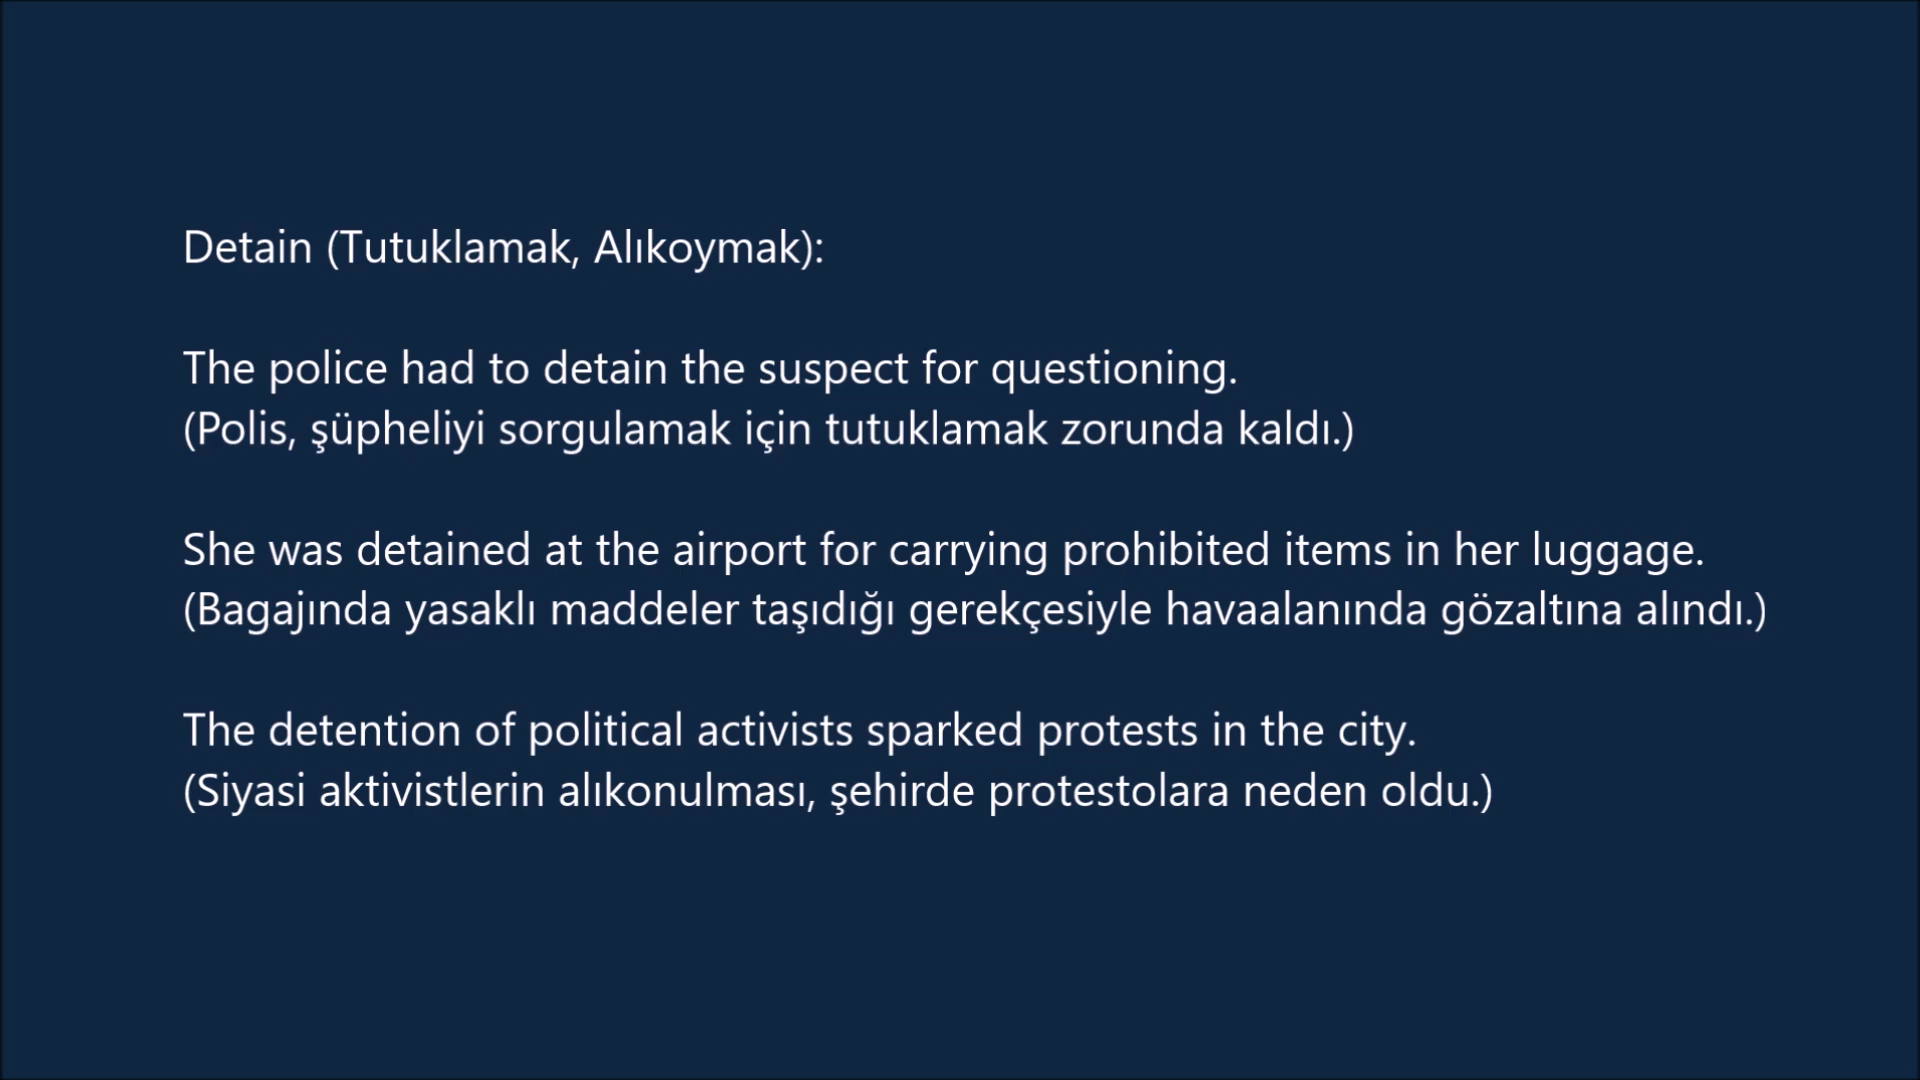 Detain (Tutuklamak, Alıkoymak):
The police had to detain the suspect for questioning.
(Polis, şüpheliyi sorgulamak için tutuklamak zorunda kaldı.)
She was detained at the airport for carrying prohibited items in her luggage.
(Bagajında yasaklı maddeler taşıdığı gerekçesiyle havaalanında gözaltına alındı.)
The detention of political activists sparked protests in the city.
(Siyasi aktivistlerin alıkonulması, şehirde protestolara neden oldu.)